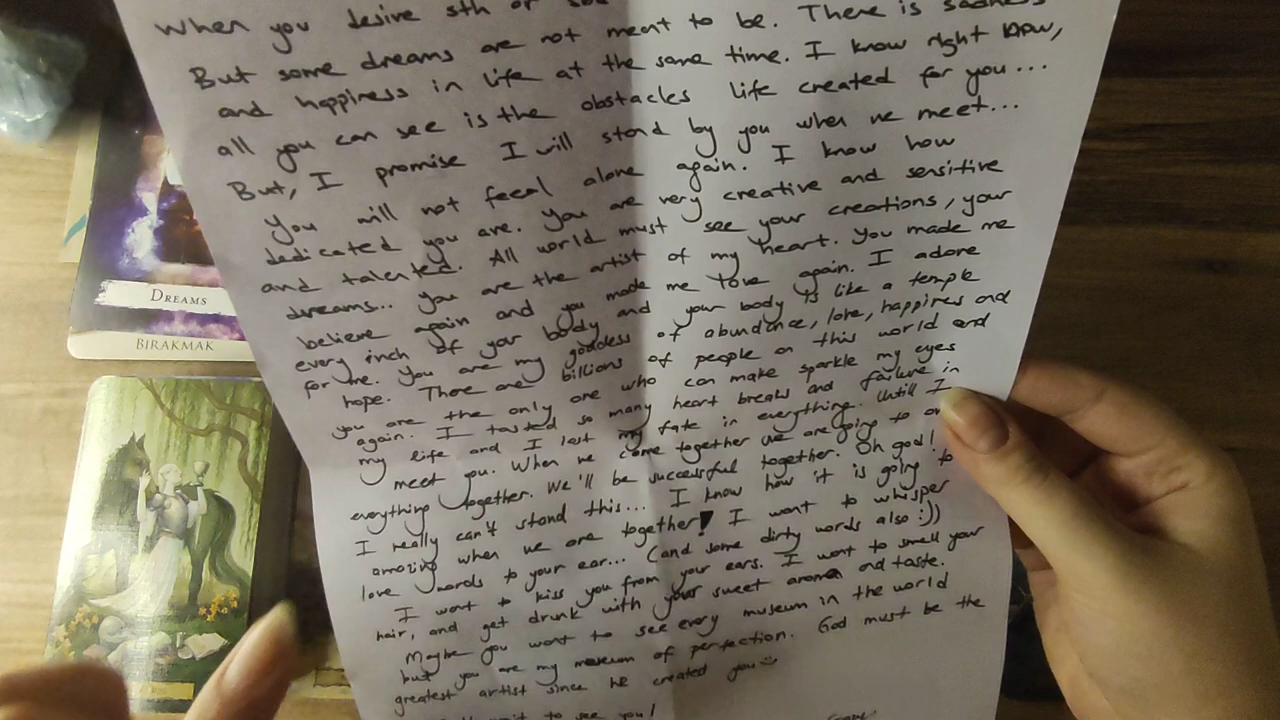 When you desire sth or
But some dreams are not meant to be. There is sadness
and happiness in life at the same time. I know right now,
all you can see is the obstacles life created for you...
But, I promise I will stand by you when we meet...
You will not feeal alone again. I know how
dedicated you are. You are very creative and sensitive
and talented. All world must see your creations, your
dreams... You are the artist of my heart. You made me
believe again and you made me love again. I adore
every inch of your body and your body is like a temple
for me. You are my goddess of abundance, love, happiness and
hope. There are billions of people on this world and
you are the only one who can make sparkle my eyes
again. I tasted so many heart breaks and failure in
my life and I lost my fate in everything. Untill I
meet you. When we come together we are going to
everything together. We'll be successful together. Oh god!
I really can't stand this... I know how it is going to
amazing when we are together! I want to whisper
love words to your ear... (and some dirty words also :))
I want to kiss you from your ears. I want to smell your
hair, and get drunk with your sweet aroma and taste.
Maybe you want to see every museum in the world
but you are my museum of perfection. God must be the
greatest artist since he created you
to see you!
DREAMS
BIRAKMAK